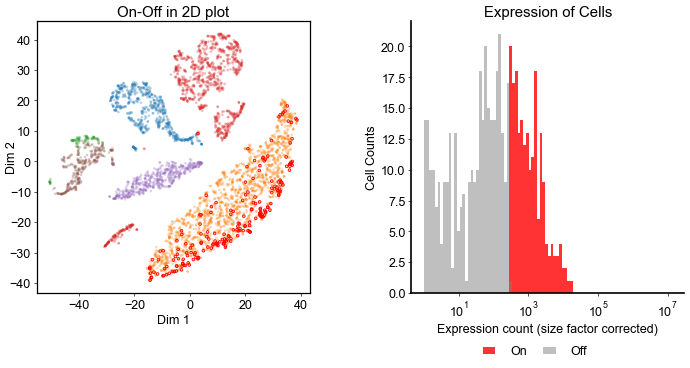 On-Off in 2D plot
Dim 2
40
30
20
10
0
−10
−20
−30
−40
−40 −20 0 20 40
Dim 1
Expression of Cells
Cell Counts
20.0
17.5
15.0
12.5
10.0
7.5
5.0
2.5
0.0
10^1 10^3 10^5 10^7
Expression count (size factor corrected)
On Off